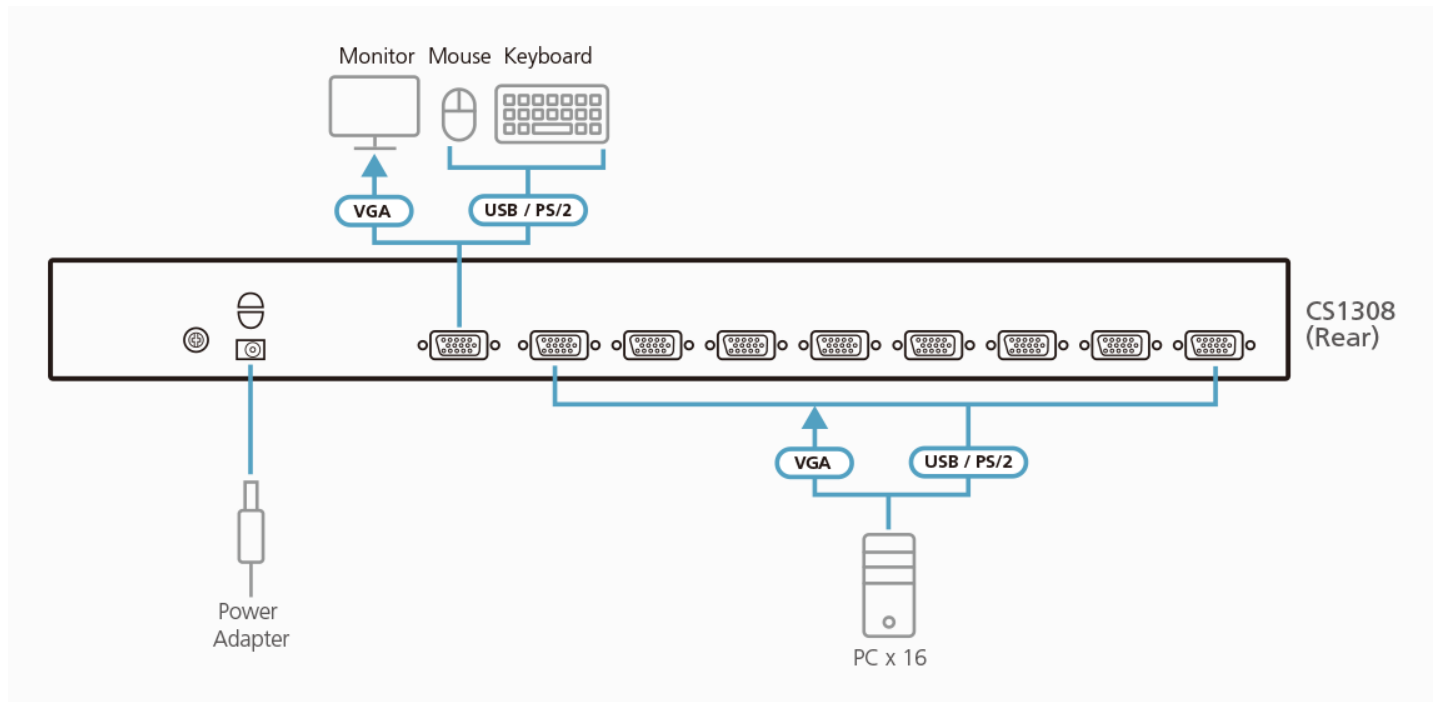 Monitor Mouse Keyboard
VGA
USB / PS/2
CS1308
(Rear)
VGA
USB / PS/2
Power
Adapter
PC x 16